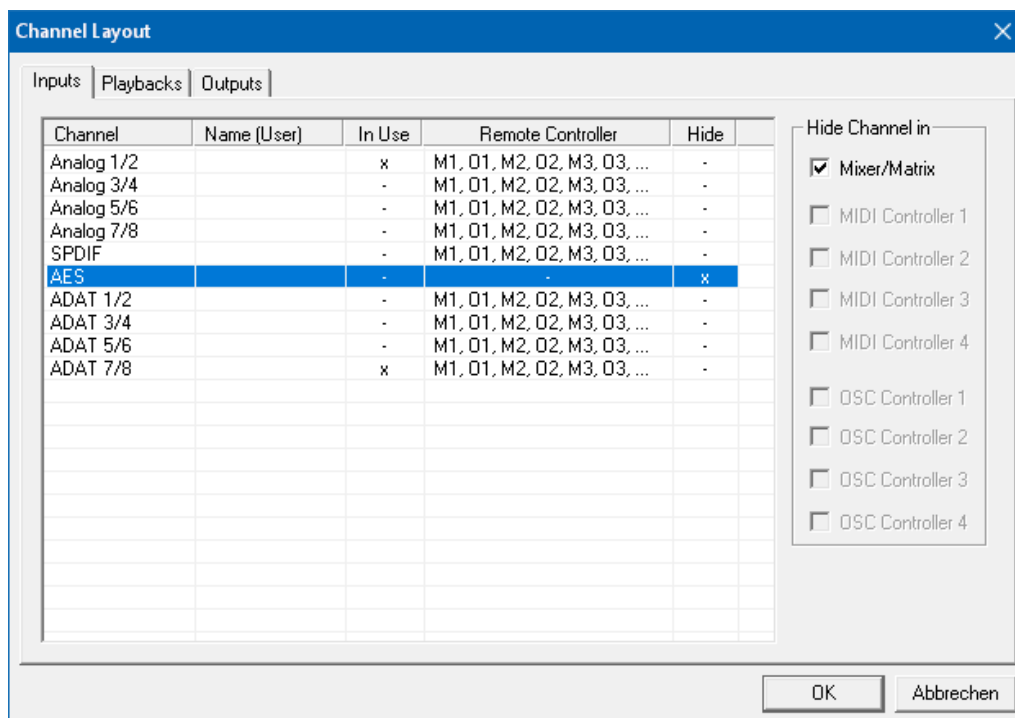 Channel Layout
Inputs Playbacks Outputs
Channel Name (User) In Use Remote Controller Hide
Analog 1/2 x M1, O1, M2, O2, M3, O3, ... -
Analog 3/4 - M1, O1, M2, O2, M3, O3, ... -
Analog 5/6 - M1, O1, M2, O2, M3, O3, ... -
Analog 7/8 - M1, O1, M2, O2, M3, O3, ... -
SPDIF - M1, O1, M2, O2, M3, O3, ... -
AES - - x
ADAT 1/2 - M1, O1, M2, O2, M3, O3, ... -
ADAT 3/4 - M1, O1, M2, O2, M3, O3, ... -
ADAT 5/6 - M1, O1, M2, O2, M3, O3, ... -
ADAT 7/8 x M1, O1, M2, O2, M3, O3, ... -
Hide Channel in
Mixer/Matrix
MIDI Controller 1
MIDI Controller 2
MIDI Controller 3
MIDI Controller 4
OSC Controller 1
OSC Controller 2
OSC Controller 3
OSC Controller 4
OK Abbrechen